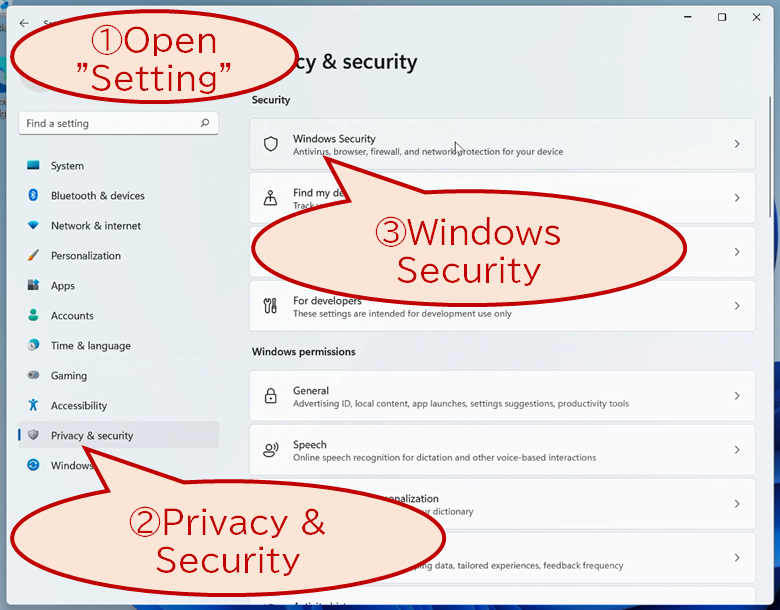 ①Open
"Setting"
cy & security
Security
Find a setting
Windows Security
Antivirus, browser, firewall, and network protection for your device
System
Bluetooth & devices
Find my de
Track
Network & internet
③Windows
Security
Personalization
Apps
For developers
These settings are intended for development use only
Accounts
Time & language
Windows permissions
Gaming
General
Advertising ID, local content, app launches, settings suggestions, productivity tools
Accessibility
Privacy & security
Speech
Online speech recognition for dictation and other voice-based interactions
Windows
onalization
ur dictionary
②Privacy &
Security
ing data, tailored experiences, feedback frequency